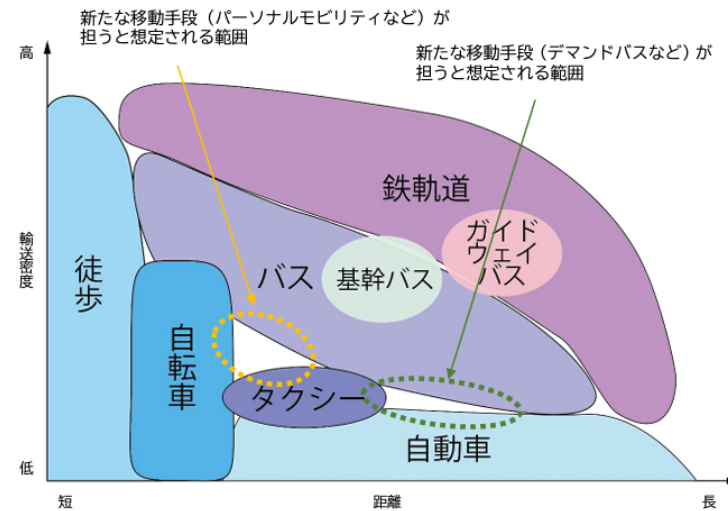 新たな移動手段（パーソナルモビリティなど）が
担うと想定される範囲
新たな移動手段（デマンドバスなど）が
担うと想定される範囲
高
輸送密度
低
鉄軌道
ガイド
ウェイ
バス
バス
基幹バス
徒歩
自転車
タクシー
自動車
短
距離
長